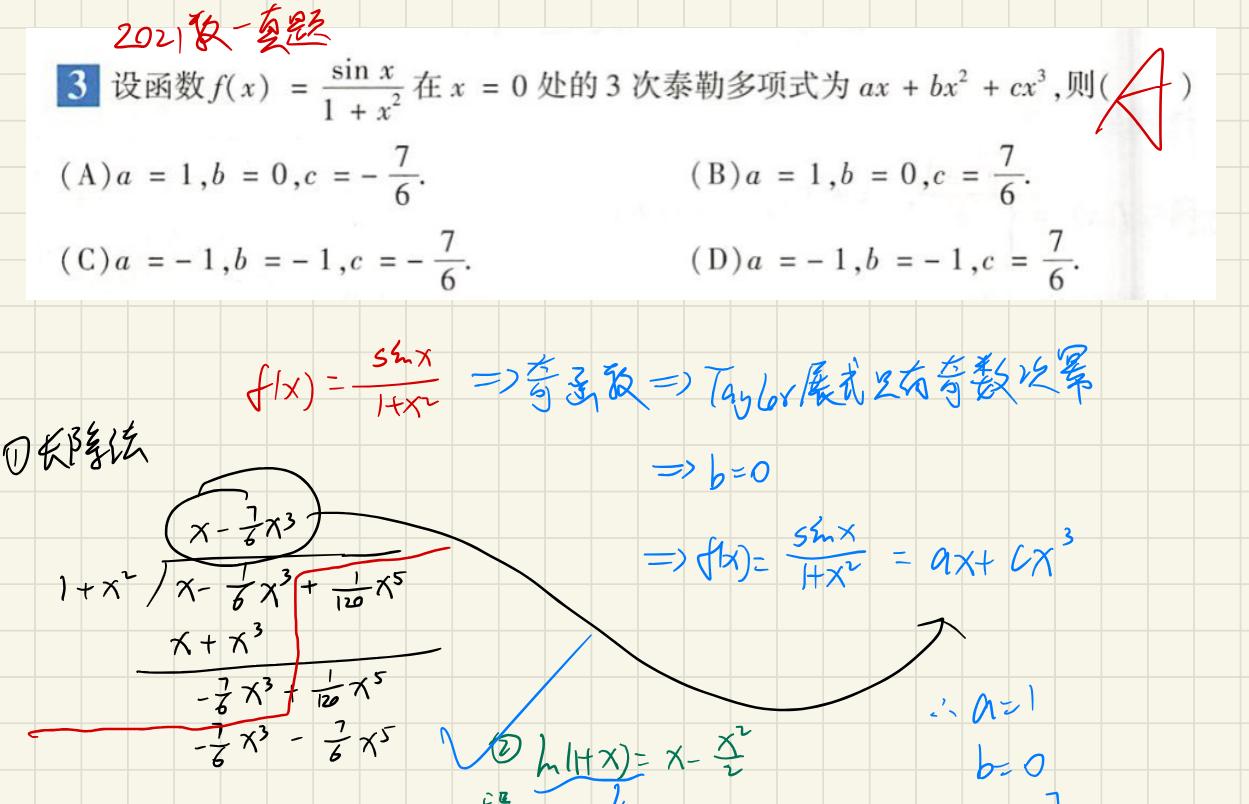 2021数一真题
3 设函数 f(x) = \frac{\sin x}{1 + x^2} 在 x = 0 处的 3 次泰勒多项式为 ax + bx^2 + cx^3 ,则( A )
(A) a = 1, b = 0, c = -\frac{7}{6}.
(B) a = 1, b = 0, c = \frac{7}{6}.
(C) a = -1, b = -1, c = -\frac{7}{6}.
(D) a = -1, b = -1, c = \frac{7}{6}.
f(x) = \frac{sin x}{1+x^2} => 奇函数 => Taylor展式只有奇数次幂
①长除法
=> b=0
x - \frac{7}{6}x^3
=> f(x) = \frac{sin x}{1+x^2} = ax + cx^3
1+x^2 ) x - \frac{1}{6}x^3 + \frac{1}{120}x^5
x + x^3
-\frac{7}{6}x^3 + \frac{1}{120}x^5
-\frac{7}{6}x^3 - \frac{7}{6}x^5
∴ a=1
② ln(1+x) = x - \frac{x^2}{2}
b=0